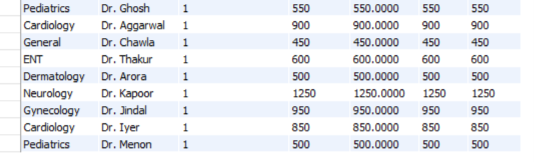 Pediatrics Dr. Ghosh 1 550 550.0000 550 550
Cardiology Dr. Aggarwal 1 900 900.0000 900 900
General Dr. Chawla 1 450 450.0000 450 450
ENT Dr. Thakur 1 600 600.0000 600 600
Dermatology Dr. Arora 1 500 500.0000 500 500
Neurology Dr. Kapoor 1 1250 1250.0000 1250 1250
Gynecology Dr. Jindal 1 950 950.0000 950 950
Cardiology Dr. Iyer 1 850 850.0000 850 850
Pediatrics Dr. Menon 1 500 500.0000 500 500